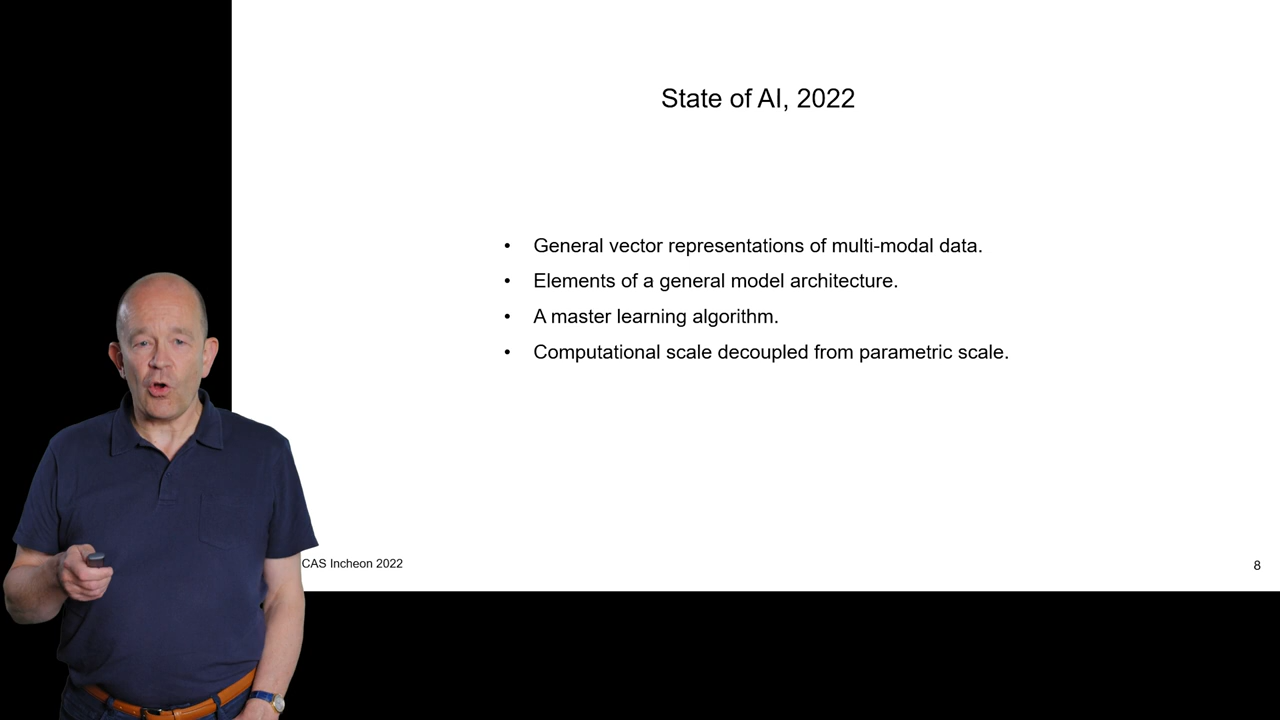 State of AI, 2022
• General vector representations of multi-modal data.
• Elements of a general model architecture.
• A master learning algorithm.
• Computational scale decoupled from parametric scale.
CAS Incheon 2022
8